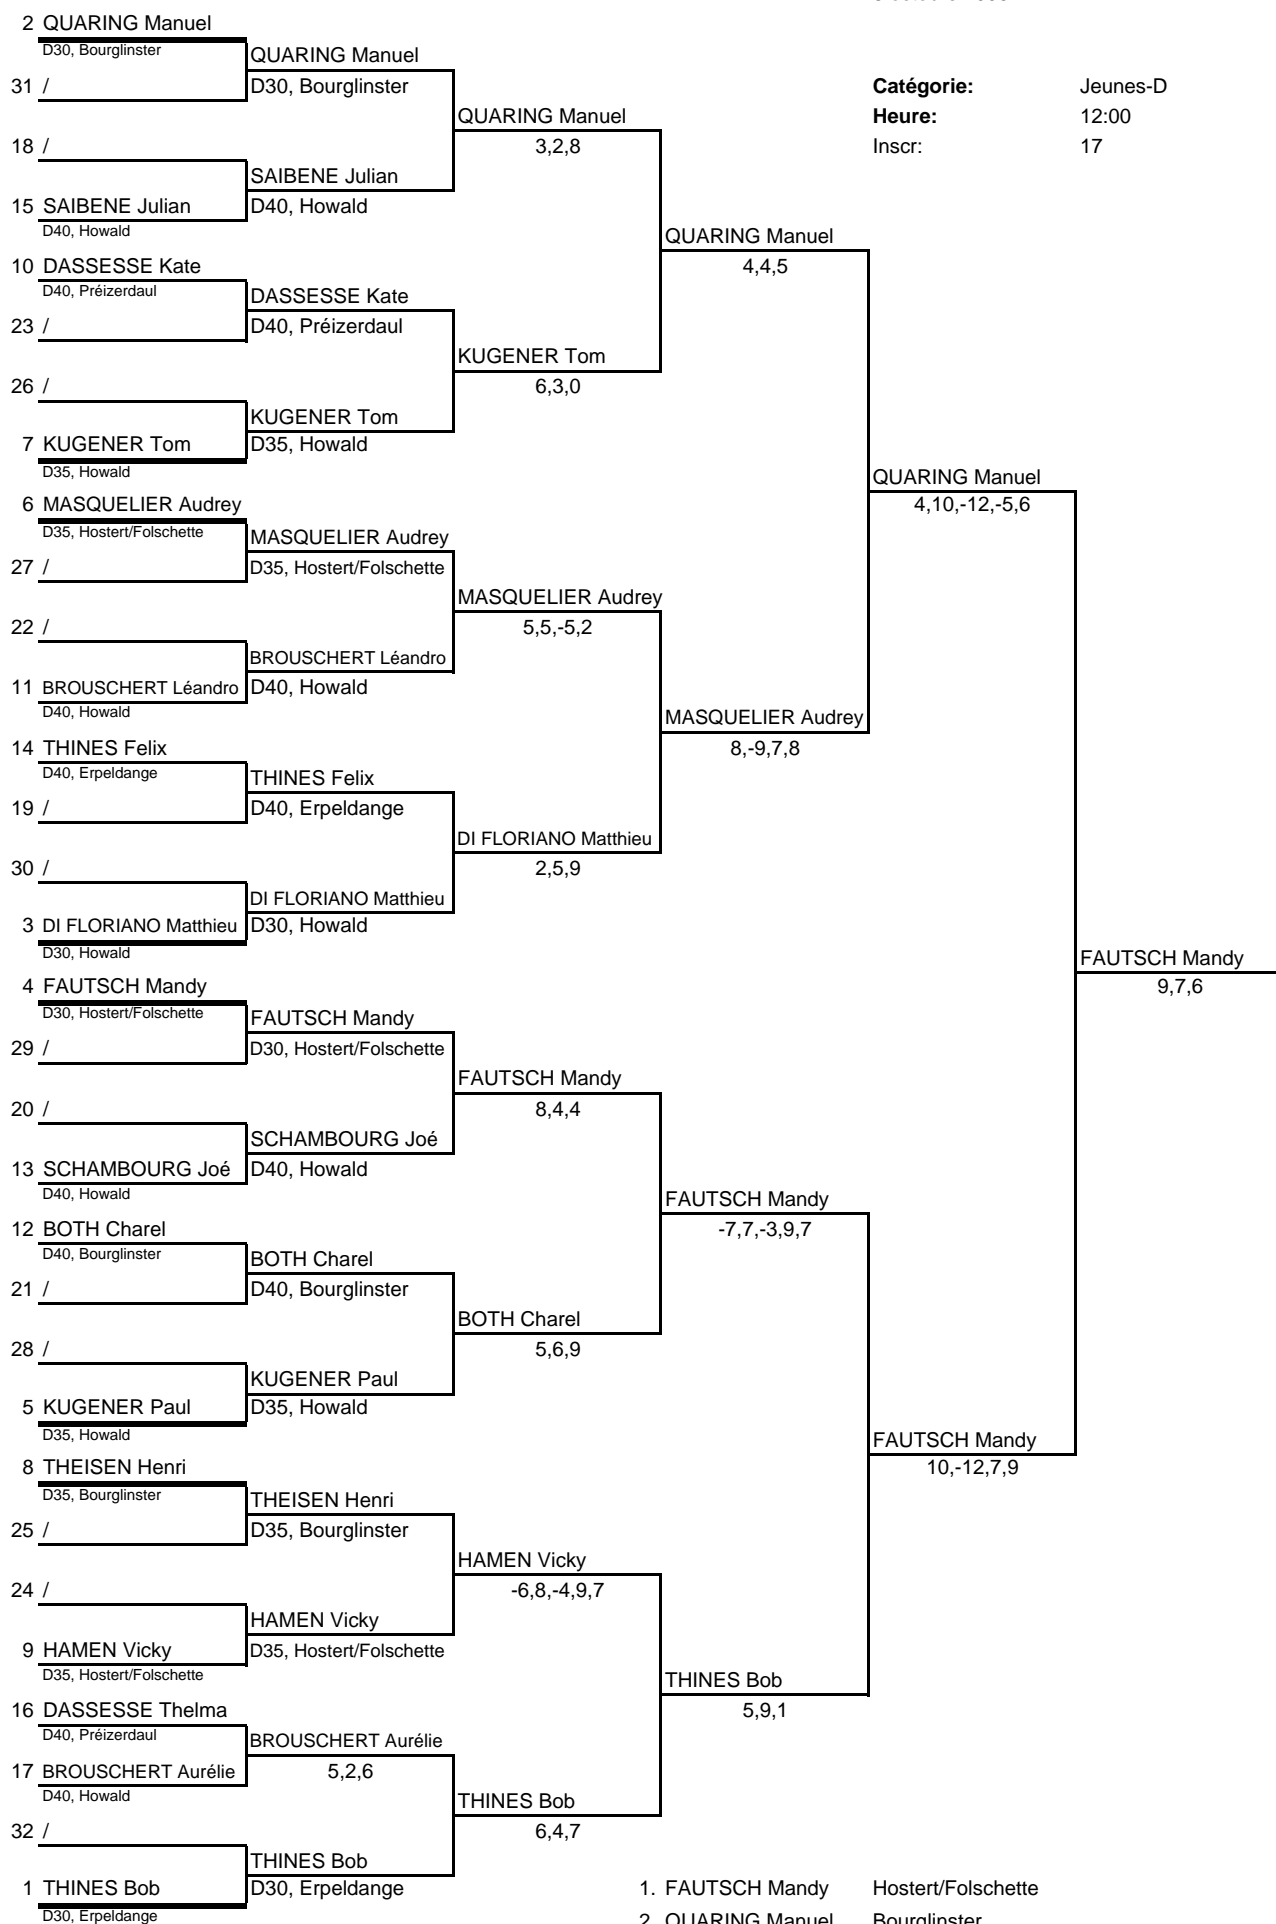 2 QUARING Manuel
D30, Bourglinster
QUARING Manuel
31 /
D30, Bourglinster
Catégorie: Jeunes-D
QUARING Manuel
Heure: 12:00
18 /
3,2,8
Inscr: 17
SAIBENE Julian
15 SAIBENE Julian
D40, Howald
D40, Howald
QUARING Manuel
10 DASSESSE Kate
4,4,5
D40, Préizerdaul
DASSESSE Kate
23 /
D40, Préizerdaul
KUGENER Tom
26 /
6,3,0
KUGENER Tom
7 KUGENER Tom
D35, Howald
D35, Howald
QUARING Manuel
6 MASQUELIER Audrey
4,10,-12,-5,6
D35, Hostert/Folschette
MASQUELIER Audrey
27 /
D35, Hostert/Folschette
MASQUELIER Audrey
22 /
5,5,-5,2
BROUSCHERT Léandro
11 BROUSCHERT Léandro
D40, Howald
D40, Howald
MASQUELIER Audrey
14 THINES Felix
8,-9,7,8
D40, Erpeldange
THINES Felix
19 /
D40, Erpeldange
DI FLORIANO Matthieu
30 /
2,5,9
DI FLORIANO Matthieu
3 DI FLORIANO Matthieu
D30, Howald
D30, Howald
FAUTSCH Mandy
4 FAUTSCH Mandy
9,7,6
D30, Hostert/Folschette
FAUTSCH Mandy
29 /
D30, Hostert/Folschette
FAUTSCH Mandy
20 /
8,4,4
SCHAMBOURG Joé
13 SCHAMBOURG Joé
D40, Howald
D40, Howald
FAUTSCH Mandy
12 BOTH Charel
-7,7,-3,9,7
D40, Bourglinster
BOTH Charel
21 /
D40, Bourglinster
BOTH Charel
28 /
5,6,9
KUGENER Paul
5 KUGENER Paul
D35, Howald
D35, Howald
FAUTSCH Mandy
8 THEISEN Henri
10,-12,7,9
D35, Bourglinster
THEISEN Henri
25 /
D35, Bourglinster
HAMEN Vicky
24 /
-6,8,-4,9,7
HAMEN Vicky
9 HAMEN Vicky
D35, Hostert/Folschette
D35, Hostert/Folschette
THINES Bob
16 DASSESSE Thelma
5,9,1
D40, Préizerdaul
BROUSCHERT Aurélie
17 BROUSCHERT Aurélie
5,2,6
D40, Howald
THINES Bob
32 /
6,4,7
THINES Bob
1 THINES Bob
D30, Erpeldange
1. FAUTSCH Mandy Hostert/Folschette
D30, Erpeldange
2. QUARING Manuel Bourglinster